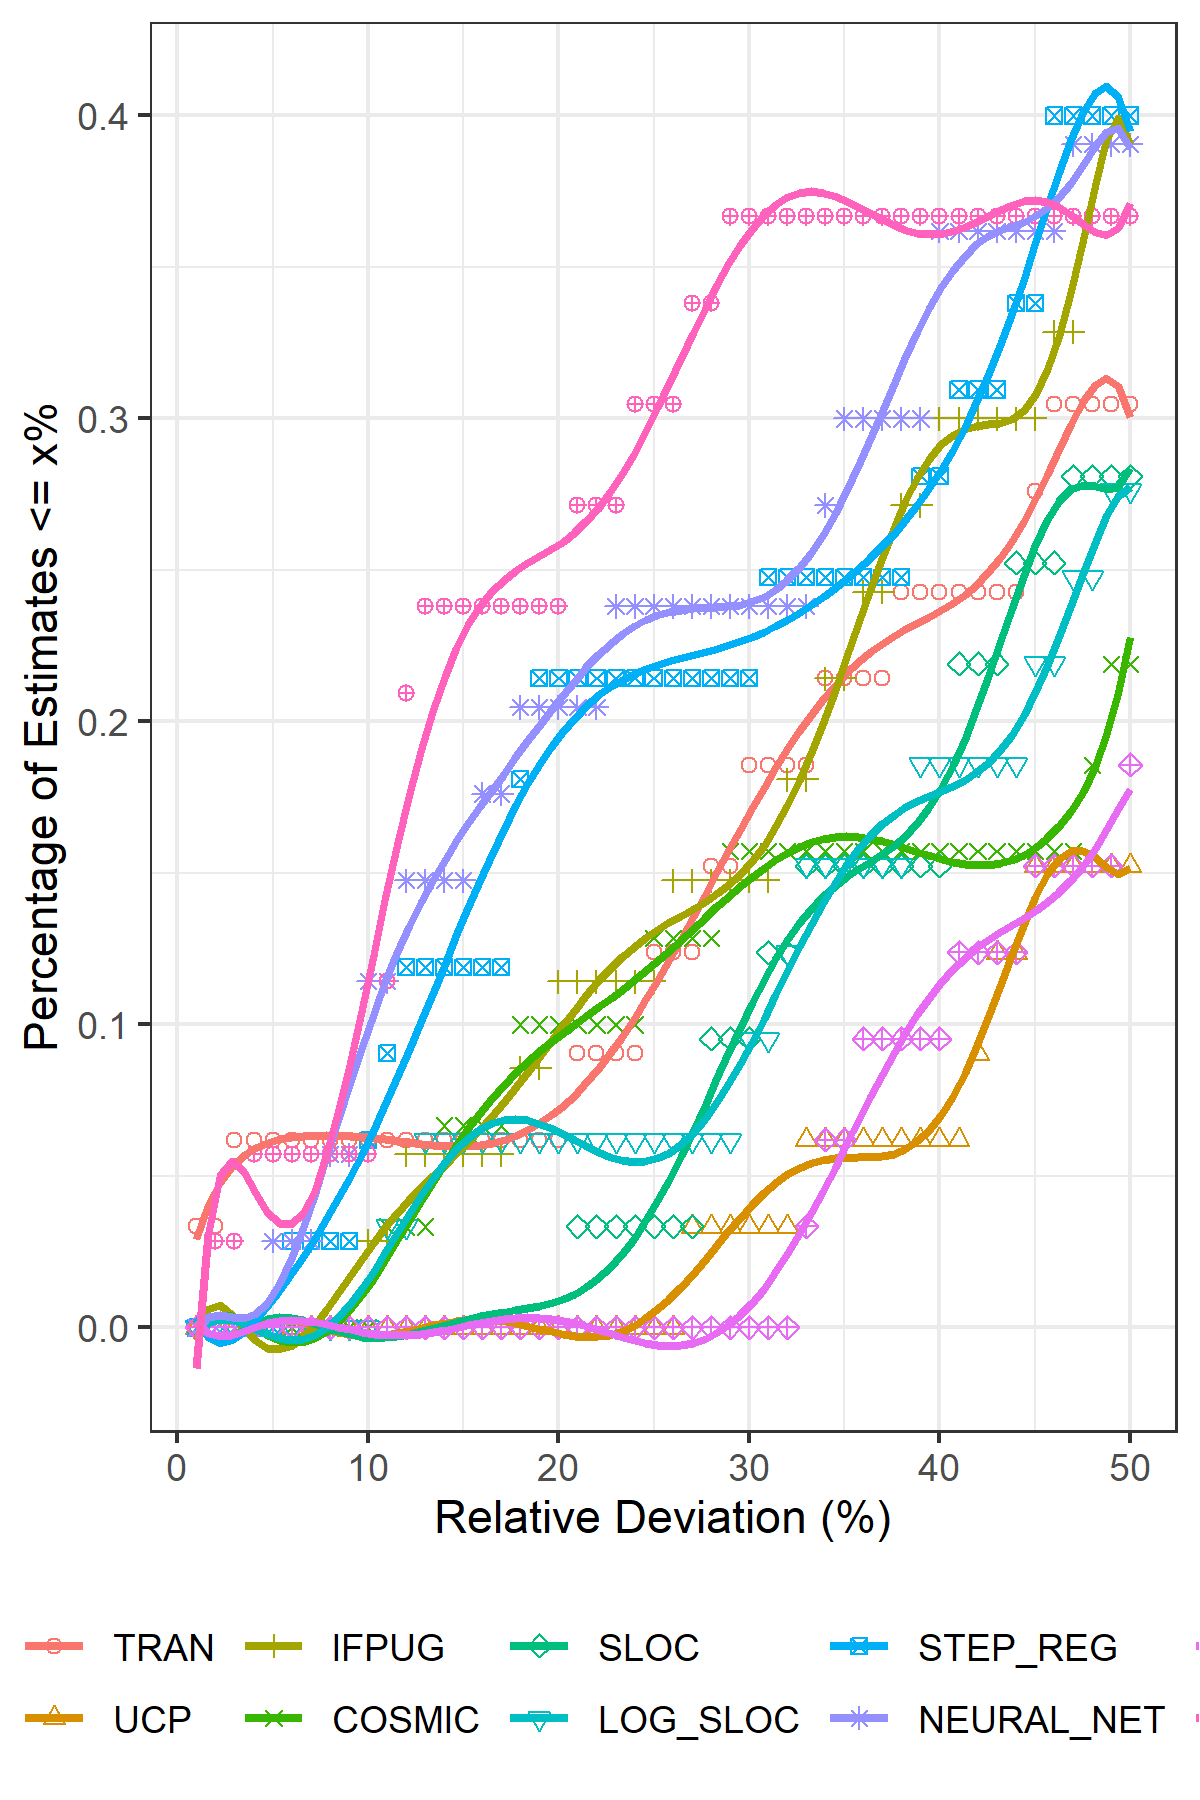 0.4
0.3
0.2
0.1
0.0
Percentage of Estimates <= x%
0 10 20 30 40 50
Relative Deviation (%)
TRAN IFPUG SLOC STEP_REG
UCP COSMIC LOG_SLOC NEURAL_NET